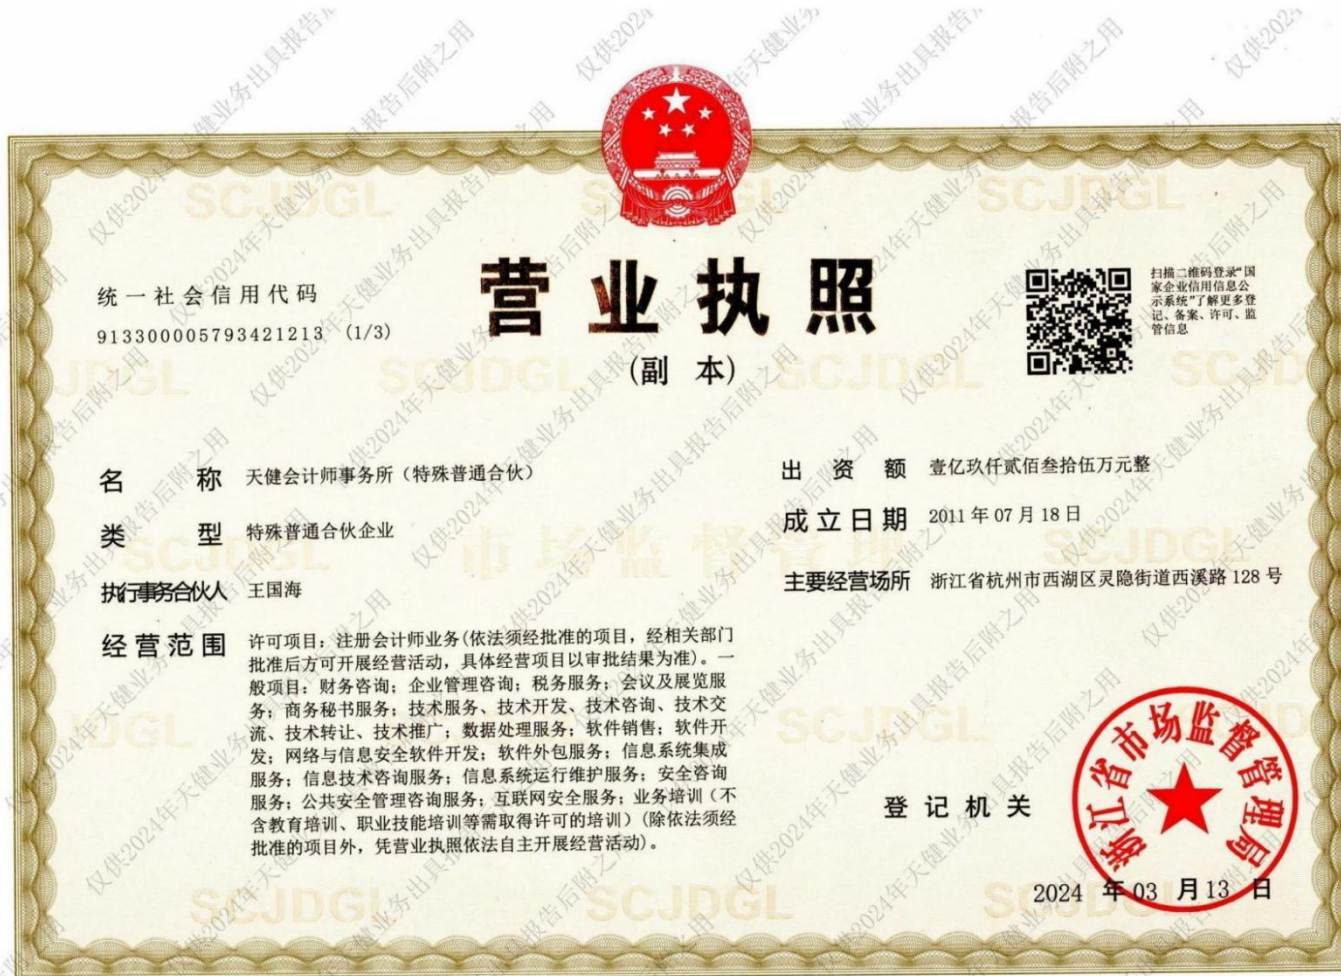 营业执照
(副 本)
统一社会信用代码
913300005793421213 (1/3)
扫描二维码登录“国
家企业信用信息公
示系统”了解更多登
记、备案、许可、监
管信息
名 称 天健会计师事务所（特殊普通合伙）
类 型 特殊普通合伙企业
执行事务合伙人 王国海
经营范围 许可项目：注册会计师业务(依法须经批准的项目，经相关部门
批准后方可开展经营活动，具体经营项目以审批结果为准)。一
般项目：财务咨询；企业管理咨询；税务服务；会议及展览服
务；商务秘书服务；技术服务、技术开发、技术咨询、技术交
流、技术转让、技术推广；数据处理服务；软件销售；软件开
发；网络与信息安全软件开发；软件外包服务；信息系统集成
服务；信息技术咨询服务；信息系统运行维护服务；安全咨询
服务；公共安全管理咨询服务；互联网安全服务；业务培训（不
含教育培训、职业技能培训等需取得许可的培训）(除依法须经
批准的项目外，凭营业执照依法自主开展经营活动)。
出 资 额 壹亿玖仟贰佰叁拾伍万元整
成立日期 2011年07月18日
主要经营场所 浙江省杭州市西湖区灵隐街道西溪路128号
登记机关
浙江省市场监督管理局
2024 年03 月13 日
仅供2024年天健业务出具报告后附之用
SCJDGL
市场监督管理